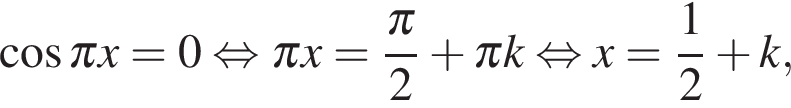 cos πx = 0 ⇔ πx = π/2 + πk ⇔ x = 1/2 + k,